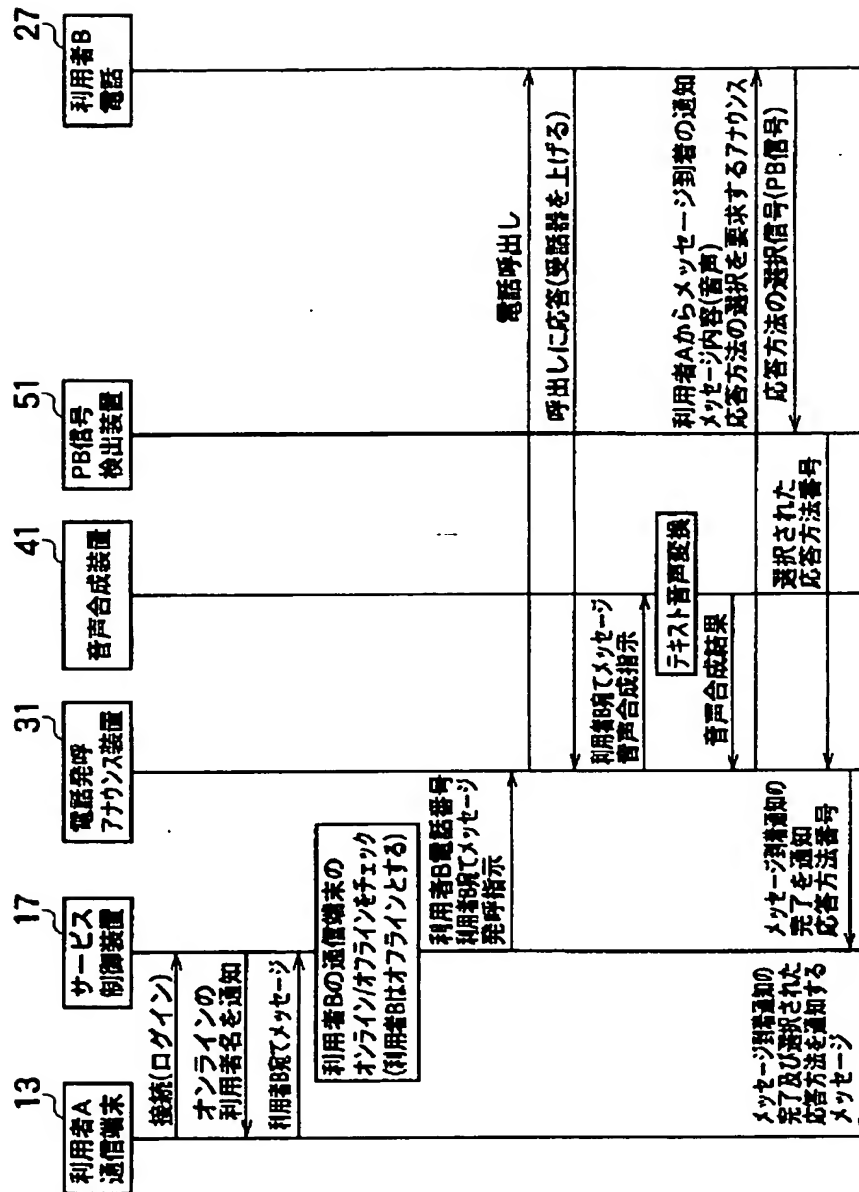 13
利用者A
通信端末
17
サービス
制御装置
31
電話発呼
アナウンス装置
41
音声合成装置
51
PB信号
検出装置
27
利用者B
電話
接続(ログイン)
オンラインの
利用者名を通知
利用者B宛てメッセージ
利用者Bの通信端末の
オンライン/オフラインをチェック
(利用者Bはオフラインとする)
利用者B電話番号
利用者B宛てメッセージ
発呼指示
電話呼出し
呼出しに応答(受話器を上げる)
利用者B宛てメッセージ
音声合成指示
テキスト音声変換
音声合成結果
利用者Aからメッセージ到着の通知
メッセージ内容(音声)
応答方法の選択を要求するアナウンス
応答方法の選択信号(PB信号)
選択された
応答方法番号
メッセージ到着通知の
完了を通知
応答方法番号
メッセージ到着通知の
完了及び選択された
応答方法を通知する
メッセージ